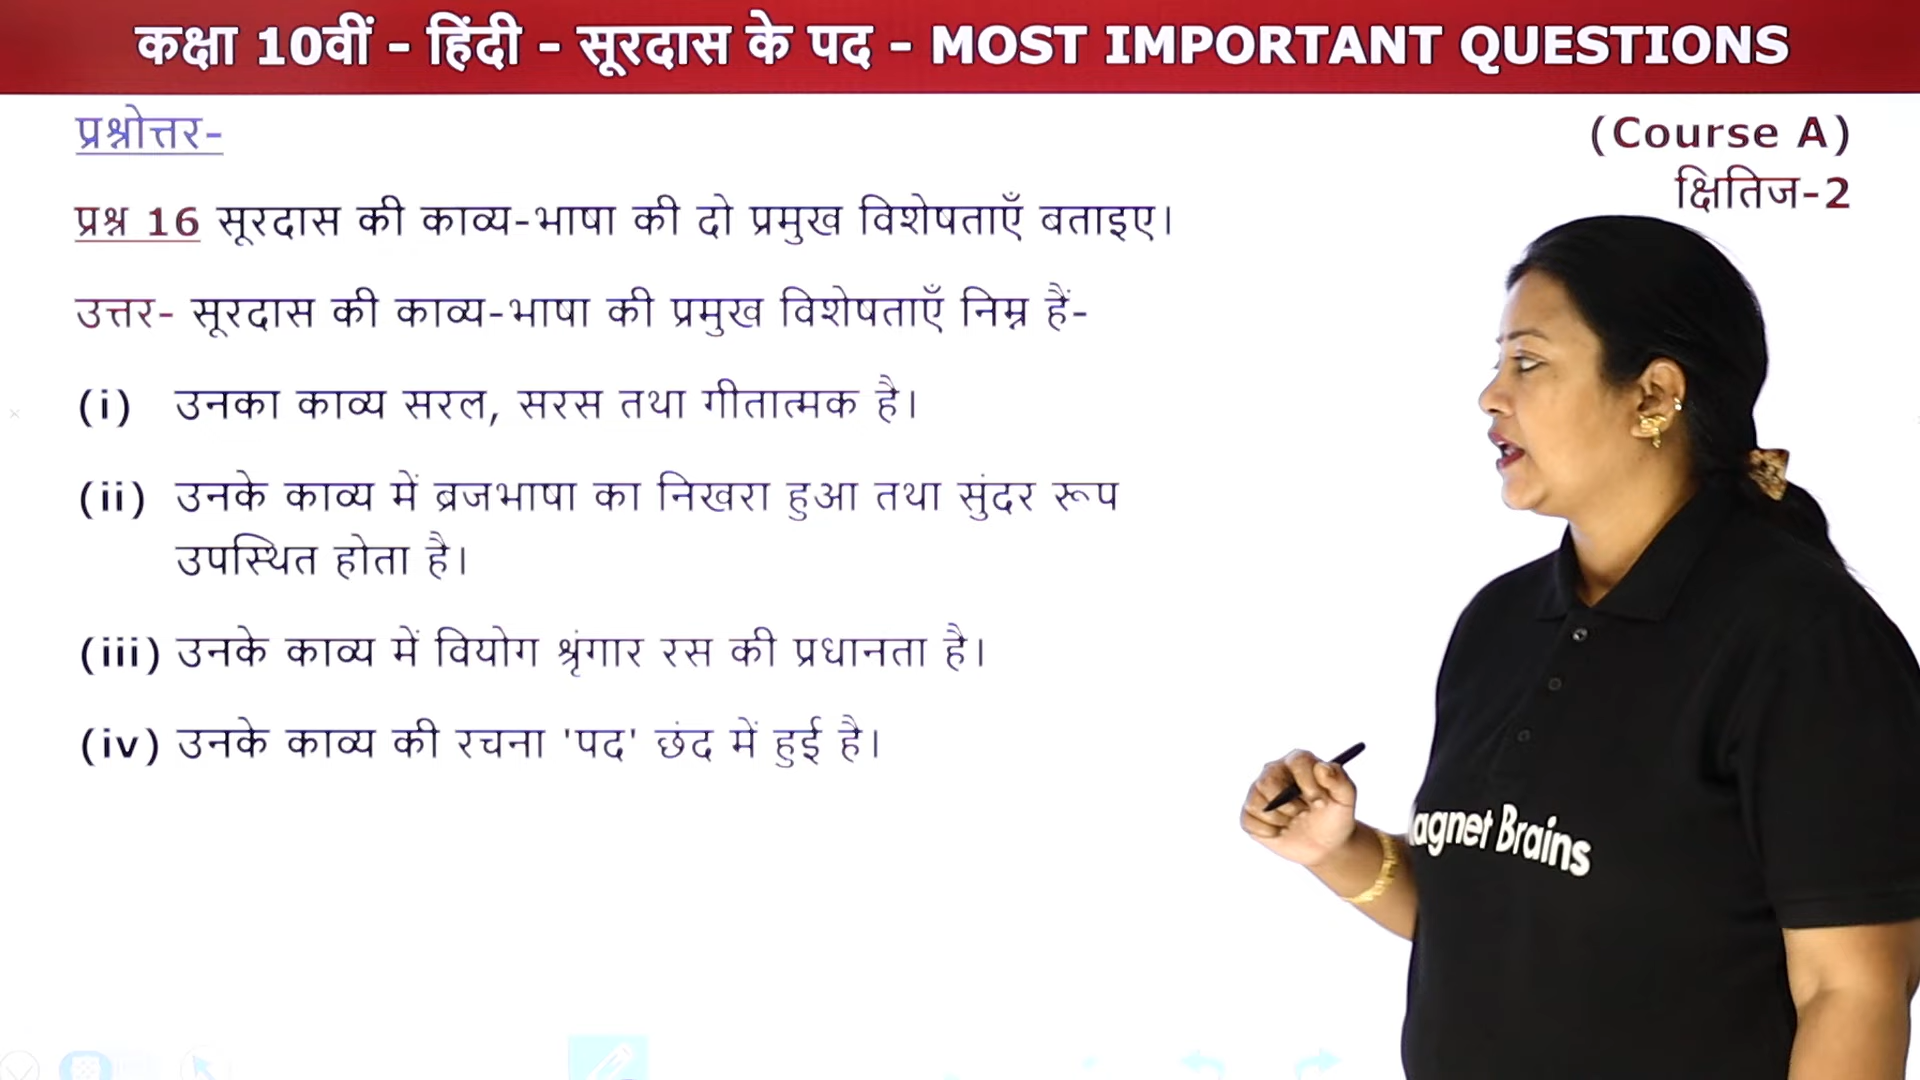 कक्षा 10वीं - हिंदी - सूरदास के पद - MOST IMPORTANT QUESTIONS
प्रश्नोत्तर-
(Course A)
क्षितिज-2
प्रश्न 16 सूरदास की काव्य-भाषा की दो प्रमुख विशेषताएँ बताइए।
उत्तर- सूरदास की काव्य-भाषा की प्रमुख विशेषताएँ निम्न हैं-
(i) उनका काव्य सरल, सरस तथा गीतात्मक है।
(ii) उनके काव्य में ब्रजभाषा का निखरा हुआ तथा सुंदर रूप
उपस्थित होता है।
(iii) उनके काव्य में वियोग श्रृंगार रस की प्रधानता है।
(iv) उनके काव्य की रचना 'पद' छंद में हुई है।
agnet Brains